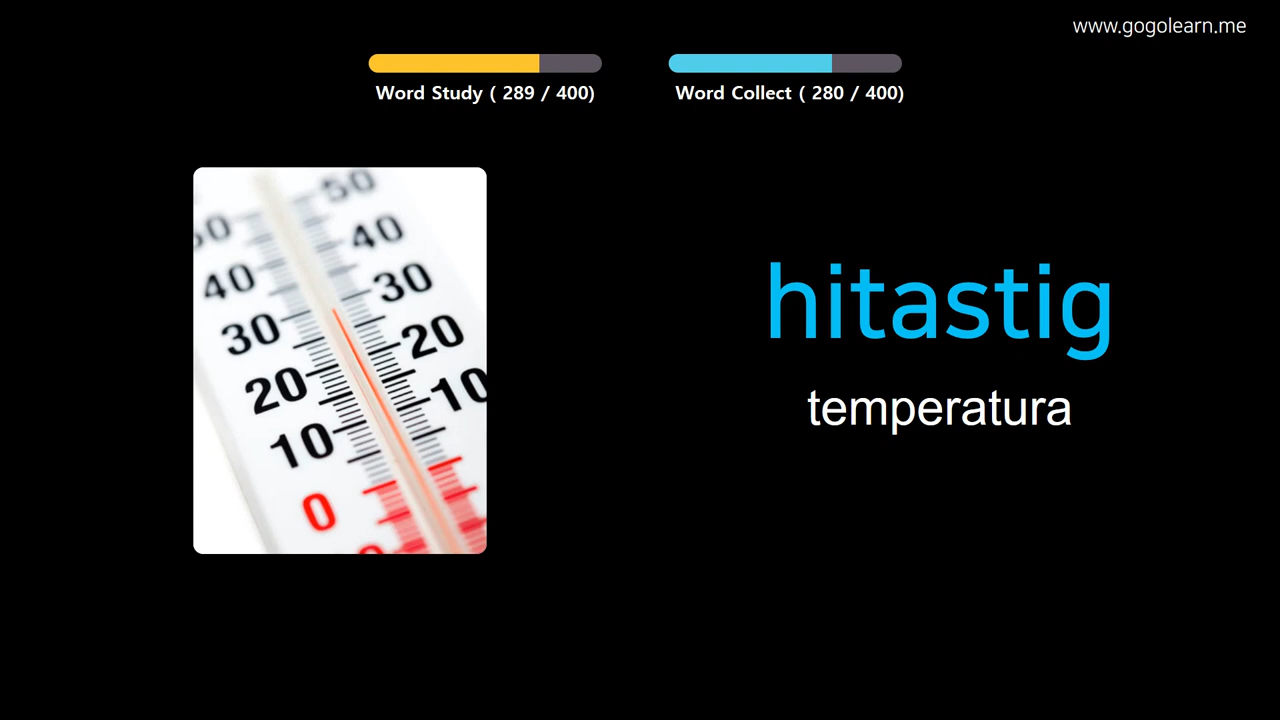 www.gogolearn.me
Word Study ( 289 / 400)
Word Collect ( 280 / 400)
50
50
40
40
30
30
20
20
10
10
0
hitastig
temperatura